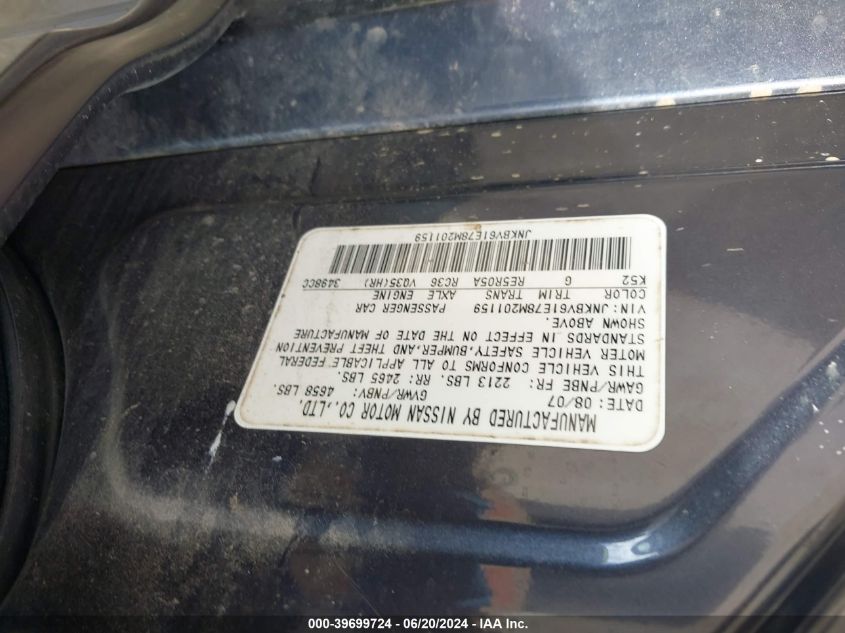 MANUFACTURED BY NISSAN MOTOR CO.,LTD.
DATE: 08/07 GVWR/PNBV: 4658 LBS.
GAWR/PNBE FR: 2213 LBS. RR: 2465 LBS.
THIS VEHICLE CONFORMS TO ALL APPLICABLE FEDERAL
MOTER VEHICLE SAFETY,BUMPER,AND THEFT PREVENTION
STANDARDS IN EFFECT ON THE DATE OF MANUFACTURE
SHOWN ABOVE.
VIN:JNKBV61E78M201159 PASSENGER CAR
COLOR TRIM TRANS AXLE ENGINE
K52 G RE5R05A RC36 VQ35(HR) 3498CC
JNKBV61E78M201159
000-39699724 - 06/20/2024 - IAA Inc.